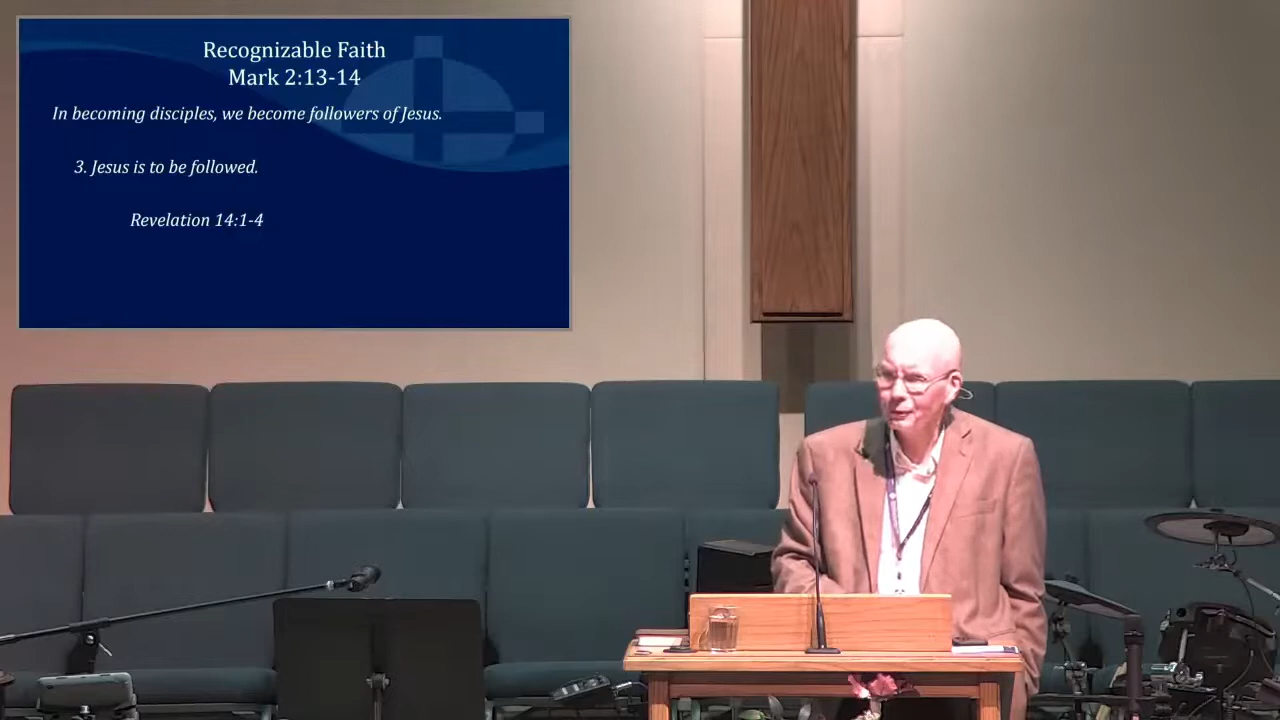 Recognizable Faith
Mark 2:13-14
In becoming disciples, we become followers of Jesus.
3. Jesus is to be followed.
Revelation 14:1-4